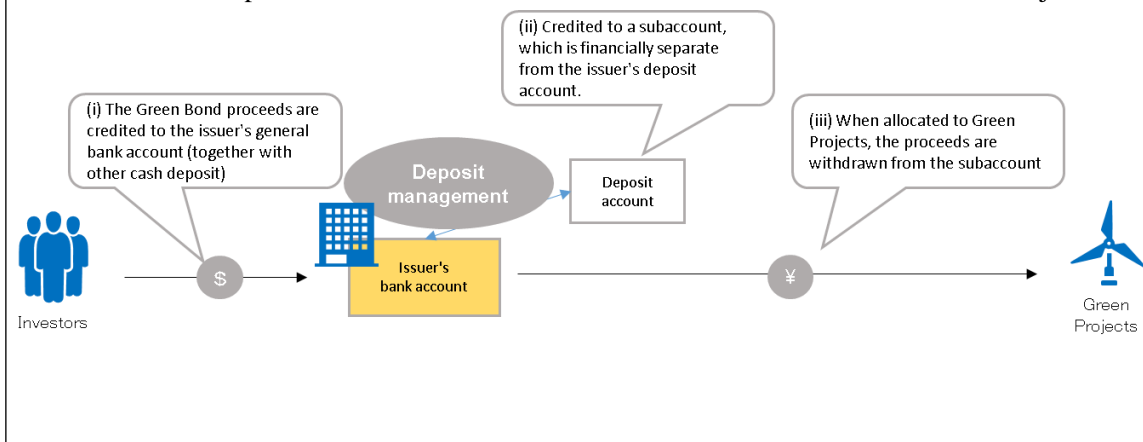 (i) The Green Bond proceeds are
credited to the issuer's general
bank account (together with
other cash deposit)
(ii) Credited to a subaccount,
which is financially separate
from the issuer's deposit
account.
(iii) When allocated to Green
Projects, the proceeds are
withdrawn from the subaccount
Deposit
management
Deposit
account
Issuer's
bank account
$
¥
Investors
Green
Projects